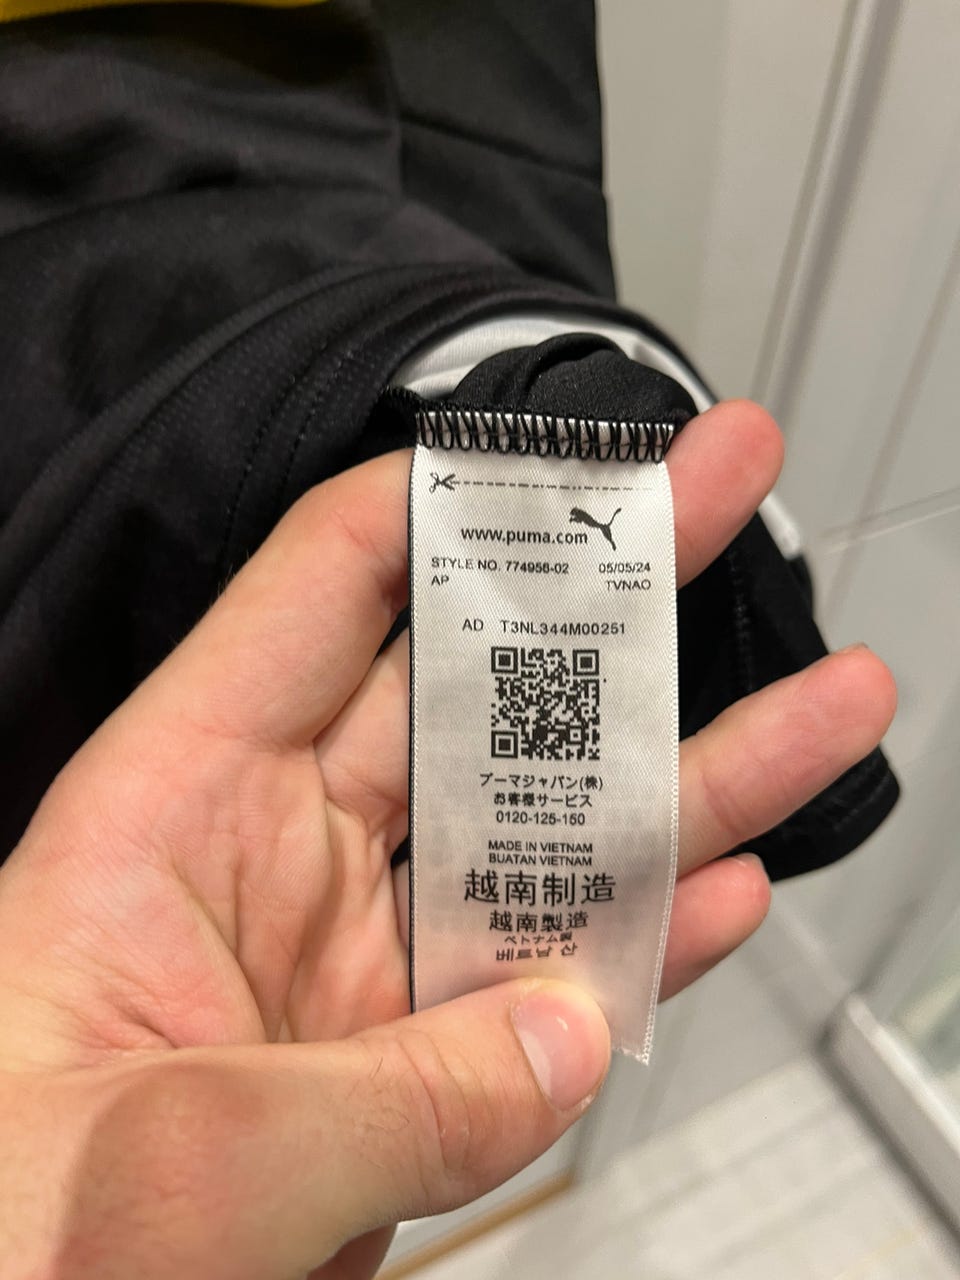 www.puma.com
STYLE NO. 774956-02 05/05/24
AP TVNAO
AD T3NL344M00251
プーマジャパン(株)
お客様サービス
0120-125-150
MADE IN VIETNAM
BUATAN VIETNAM
越南制造
越南製造
ベトナム製
베트남 산